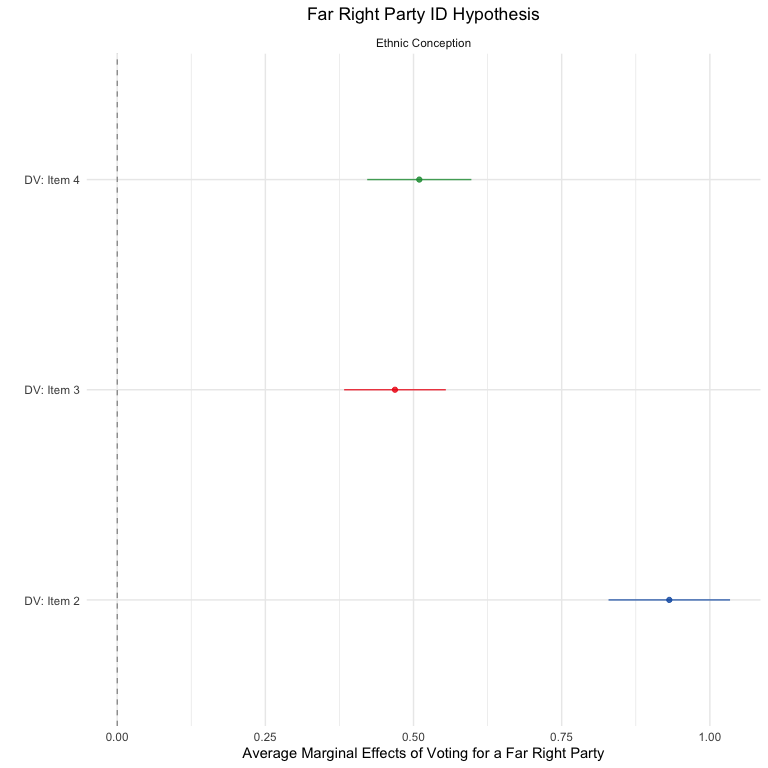 Far Right Party ID Hypothesis
Ethnic Conception
DV: Item 4
DV: Item 3
DV: Item 2
0.00 0.25 0.50 0.75 1.00
Average Marginal Effects of Voting for a Far Right Party